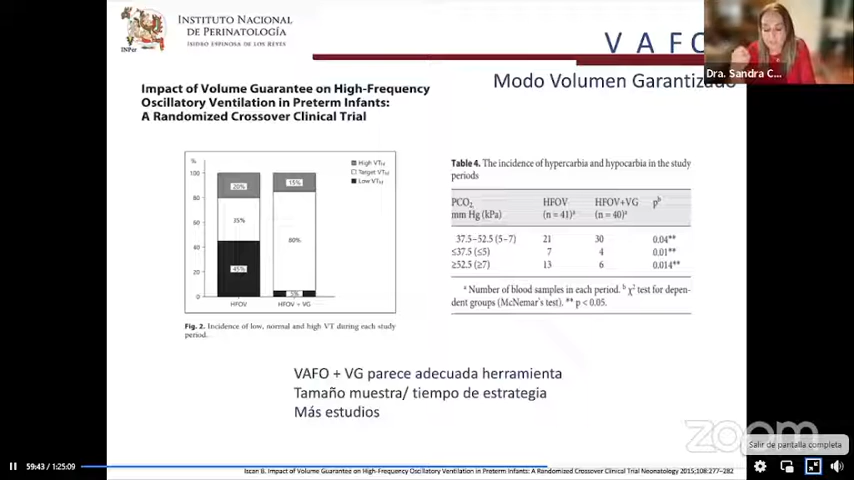 INSTITUTO NACIONAL
DE PERINATOLOGÍA
ISIDRO ESPINOSA DE LOS REYES
INPer
V A F O
Modo Volumen Garantizado
Dra. Sandra C...
Impact of Volume Guarantee on High-Frequency
Oscillatory Ventilation in Preterm Infants:
A Randomized Crossover Clinical Trial
%
100
80
60
40
20
0
20%
35%
45%
15%
80%
5%
HFOV
HFOV + VG
High VTH
Target VTH
Low VTH
Fig. 2. Incidence of low, normal and high VT during each study
period.
Table 4. The incidence of hypercarbia and hypocarbia in the study
periods
PCO2, HFOV HFOV+VG pb
mm Hg (kPa) (n = 41)a (n = 40)a
37.5–52.5 (5–7) 21 30 0.04**
≤37.5 (≤5) 7 4 0.01**
≥52.5 (≥7) 13 6 0.014**
a Number of blood samples in each period. b χ2 test for depen-
dent groups (McNemar's test). ** p < 0.05.
VAFO + VG parece adecuada herramienta
Tamaño muestra/ tiempo de estrategia
Más estudios
zoom
Salir de pantalla completa
59:43 / 1:25:09
Iscan B. Impact of Volume Guarantee on High-Frequency Oscillatory Ventilation in Preterm Infants: A Randomized Crossover Clinical Trial Neonatology 2015;108:277–282